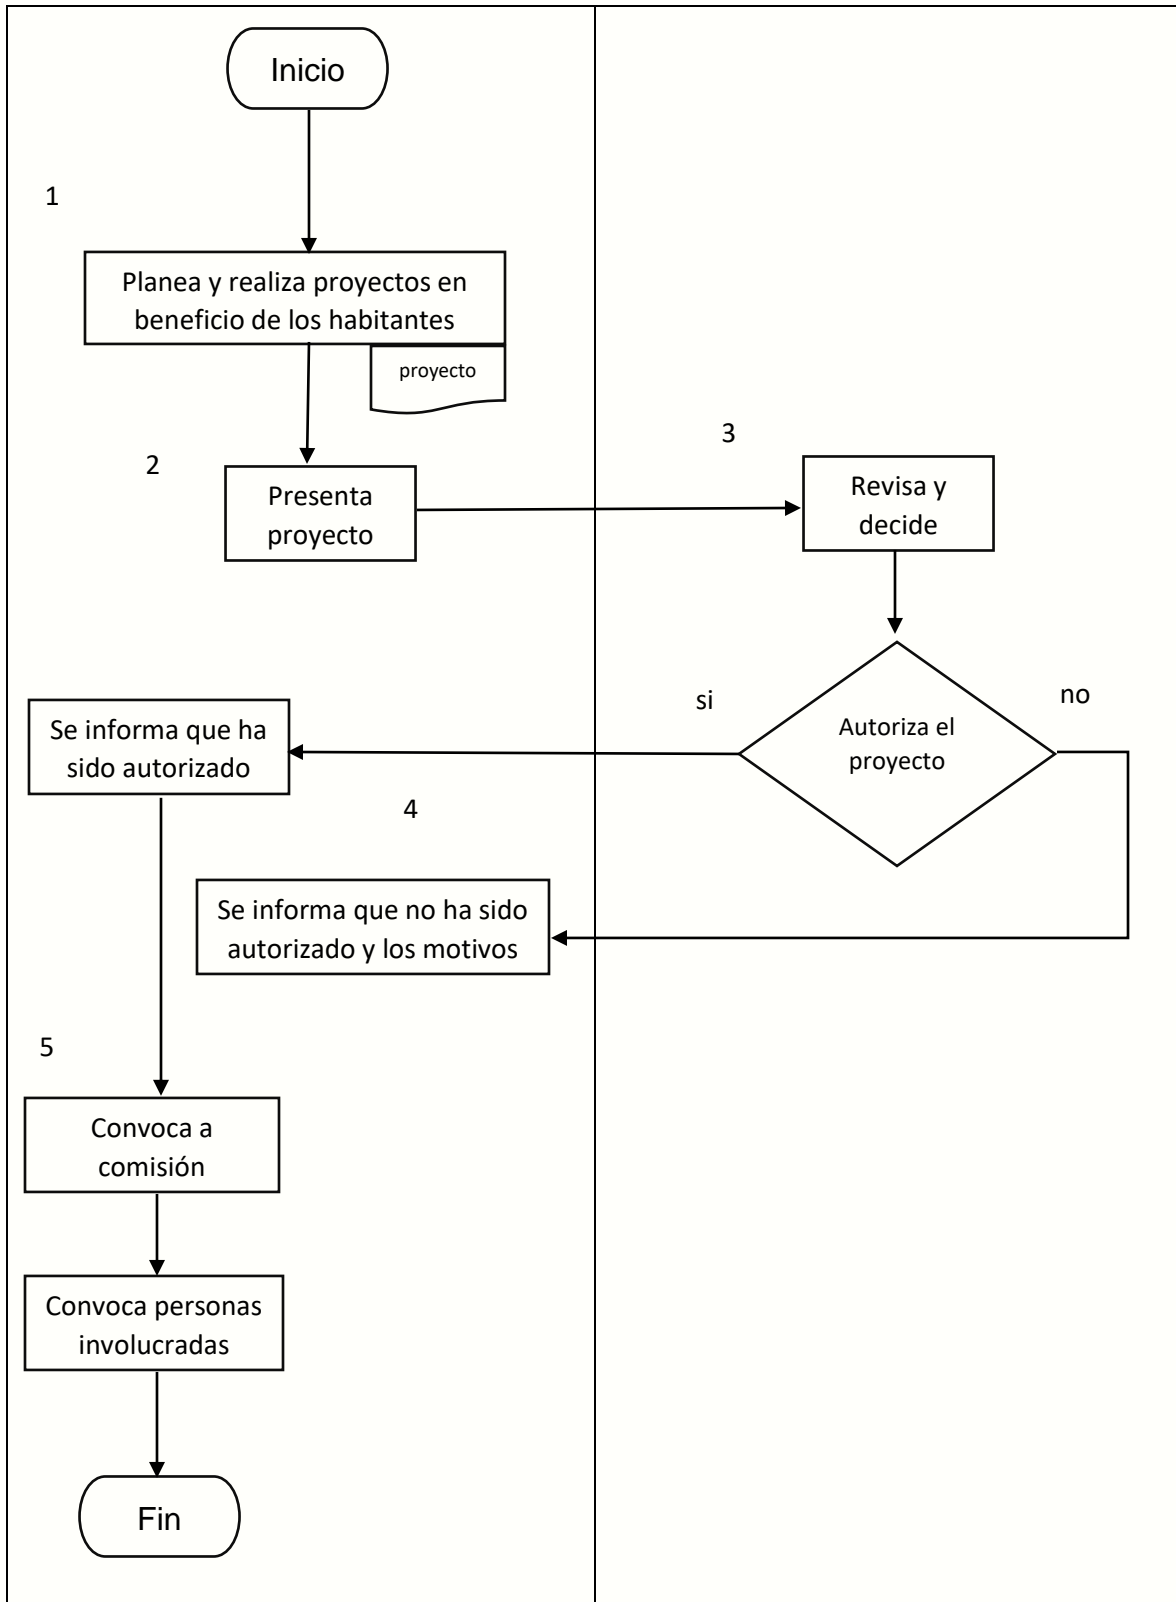 Inicio
1
Planea y realiza proyectos en
beneficio de los habitantes
proyecto
2
Presenta
proyecto
3
Revisa y
decide
si
no
Autoriza el
proyecto
Se informa que ha
sido autorizado
4
Se informa que no ha sido
autorizado y los motivos
5
Convoca a
comisión
Convoca personas
involucradas
Fin